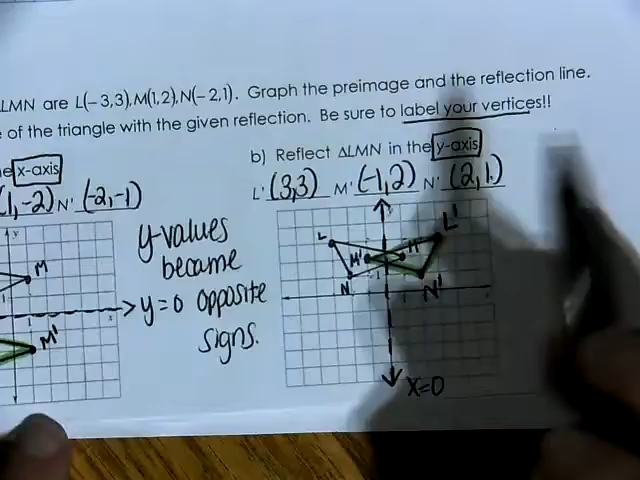 LMN are L(−3,3), M(1,2), N(−2,1). Graph the preimage and the reflection line.
of the triangle with the given reflection. Be sure to label your vertices!!
x-axis
(1,-2) N' (-2,-1)
y
M
1
1
x
M'
y-values
became
y=0 opposite
signs.
b) Reflect ΔLMN in the y-axis
L' (3,3) M' (-1,2) N' (2,1)
L
L'
M'
M
N
N'
x=0